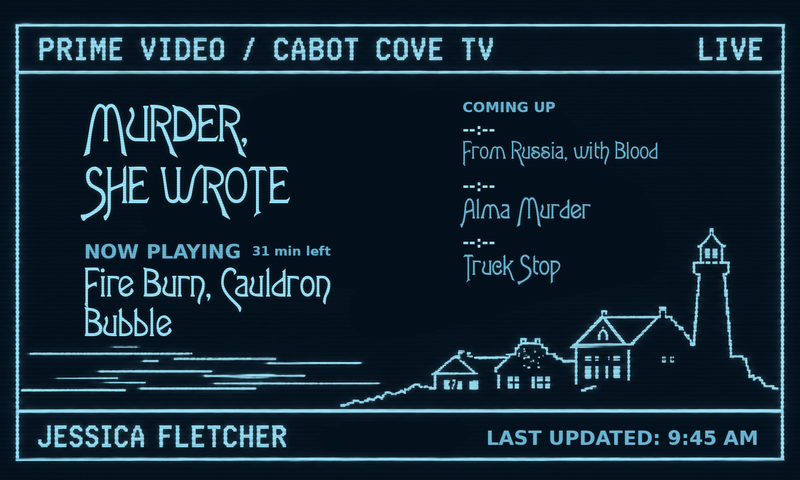 PRIME VIDEO / CABOT COVE TV
LIVE
MURDER,
SHE WROTE
NOW PLAYING 31 min left
Fire Burn, Cauldron
Bubble
COMING UP
--:--
From Russia, with Blood
--:--
Alma Murder
--:--
Truck Stop
JESSICA FLETCHER
LAST UPDATED: 9:45 AM